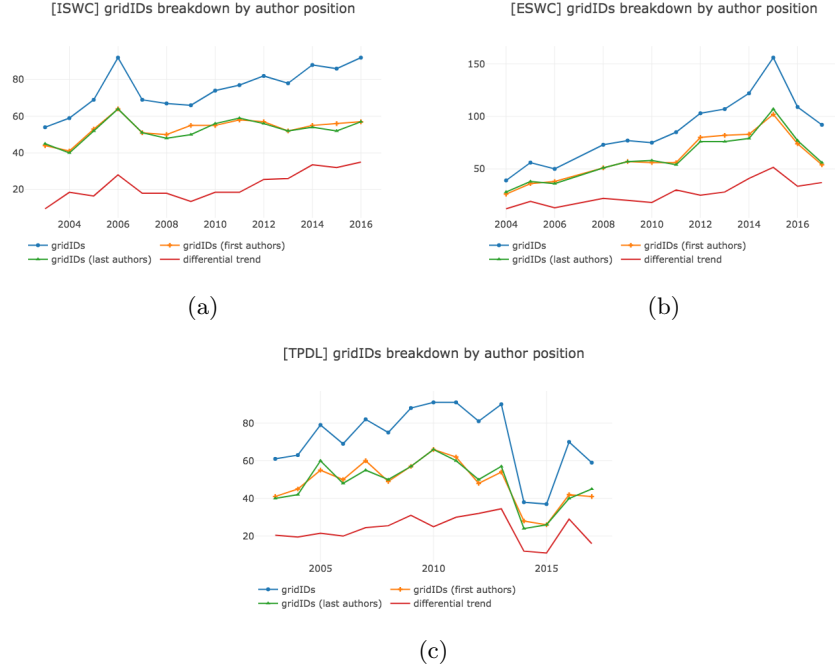 [ISWC] gridIDs breakdown by author position
80
60
40
20
2004 2006 2008 2010 2012 2014 2016
gridIDs gridIDs (first authors)
gridIDs (last authors) differential trend
(a)
[ESWC] gridIDs breakdown by author position
150
100
50
2004 2006 2008 2010 2012 2014 2016
gridIDs gridIDs (first authors)
gridIDs (last authors) differential trend
(b)
[TPDL] gridIDs breakdown by author position
80
60
40
20
2005 2010 2015
gridIDs gridIDs (first authors)
gridIDs (last authors) differential trend
(c)